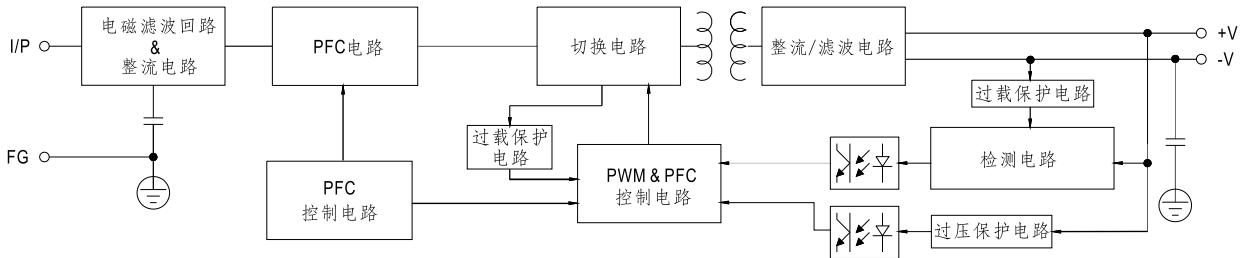 I/P
电磁滤波回路
&
整流电路
PFC电路
切换电路
整流/滤波电路
+V
-V
过载保护电路
FG
过载保护
电路
检测电路
PFC
控制电路
PWM & PFC
控制电路
过压保护电路